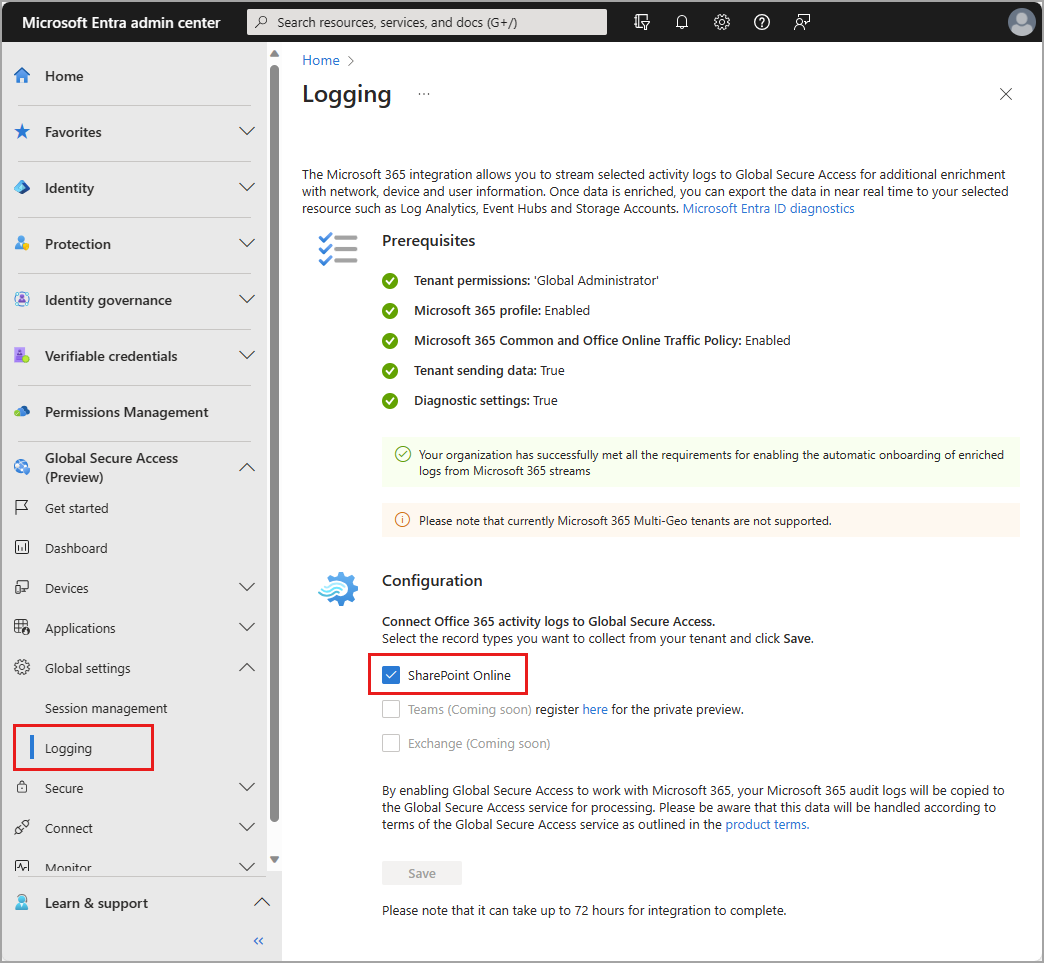 Microsoft Entra admin center
Search resources, services, and docs (G+/)
Home
Favorites
Identity
Protection
Identity governance
Verifiable credentials
Permissions Management
Global Secure Access
(Preview)
Get started
Dashboard
Devices
Applications
Global settings
Session management
Logging
Secure
Connect
Monitor
Learn & support
Home
Logging
The Microsoft 365 integration allows you to stream selected activity logs to Global Secure Access for additional enrichment
with network, device and user information. Once data is enriched, you can export the data in near real time to your selected
resource such as Log Analytics, Event Hubs and Storage Accounts. Microsoft Entra ID diagnostics
Prerequisites
Tenant permissions: 'Global Administrator'
Microsoft 365 profile: Enabled
Microsoft 365 Common and Office Online Traffic Policy: Enabled
Tenant sending data: True
Diagnostic settings: True
Your organization has successfully met all the requirements for enabling the automatic onboarding of enriched
logs from Microsoft 365 streams
Please note that currently Microsoft 365 Multi-Geo tenants are not supported.
Configuration
Connect Office 365 activity logs to Global Secure Access.
Select the record types you want to collect from your tenant and click Save.
SharePoint Online
Teams (Coming soon) register here for the private preview.
Exchange (Coming soon)
By enabling Global Secure Access to work with Microsoft 365, your Microsoft 365 audit logs will be copied to
the Global Secure Access service for processing. Please be aware that this data will be handled according to
terms of the Global Secure Access service as outlined in the product terms.
Save
Please note that it can take up to 72 hours for integration to complete.